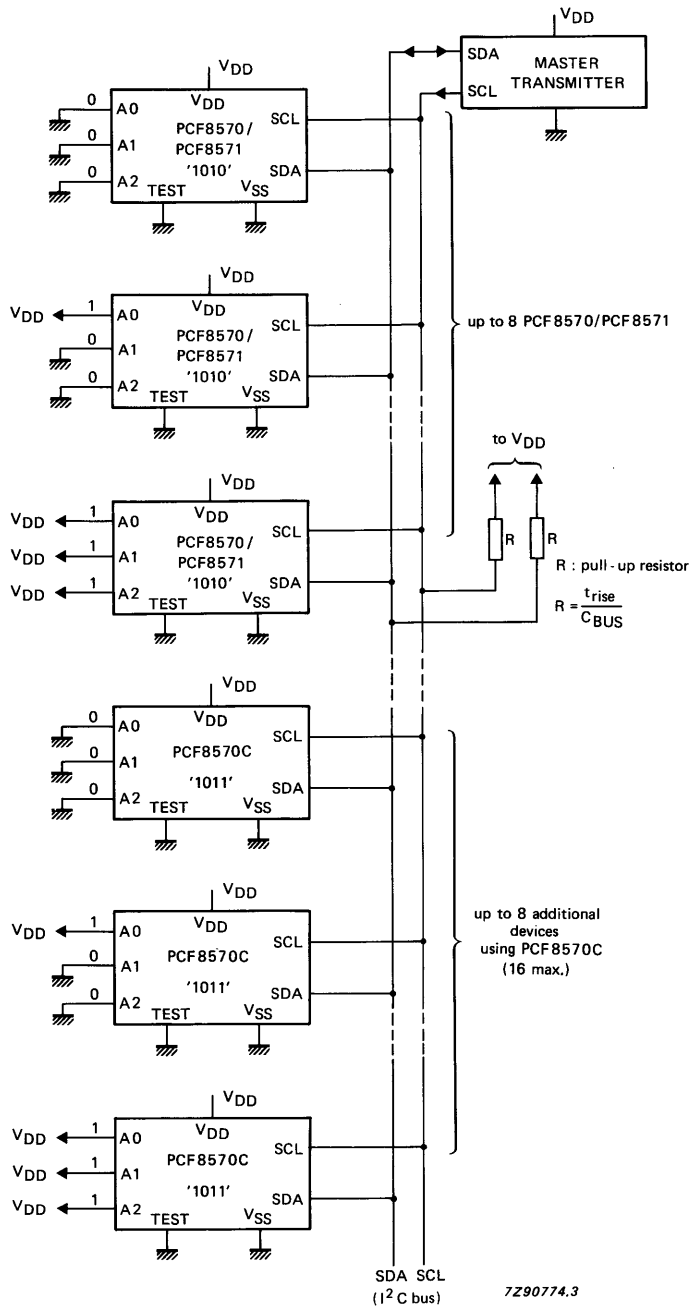 VDD
SDA
MASTER
TRANSMITTER
SCL
VDD
0 A0
VDD
SCL
PCF8570/
PCF8571
0 A1
'1010'
SDA
0 A2
TEST
VSS
up to 8 PCF8570/PCF8571
VDD
VDD 1 A0
VDD
SCL
PCF8570/
PCF8571
0 A1
'1010'
SDA
0 A2
TEST
VSS
to VDD
R
R
R : pull-up resistor
R = trise
CBUS
VDD
VDD 1 A0
VDD
SCL
PCF8570/
PCF8571
VDD 1 A1
'1010'
SDA
VDD 1 A2
TEST
VSS
VDD
0 A0
VDD
SCL
PCF8570C
0 A1
'1011'
SDA
0 A2
TEST
VSS
up to 8 additional
devices
using PCF8570C
(16 max.)
VDD
VDD 1 A0
VDD
SCL
PCF8570C
0 A1
'1011'
SDA
0 A2
TEST
VSS
VDD
VDD 1 A0
VDD
SCL
PCF8570C
VDD 1 A1
'1011'
SDA
VDD 1 A2
TEST
VSS
SDA SCL
(I²C bus)
7Z90774.3